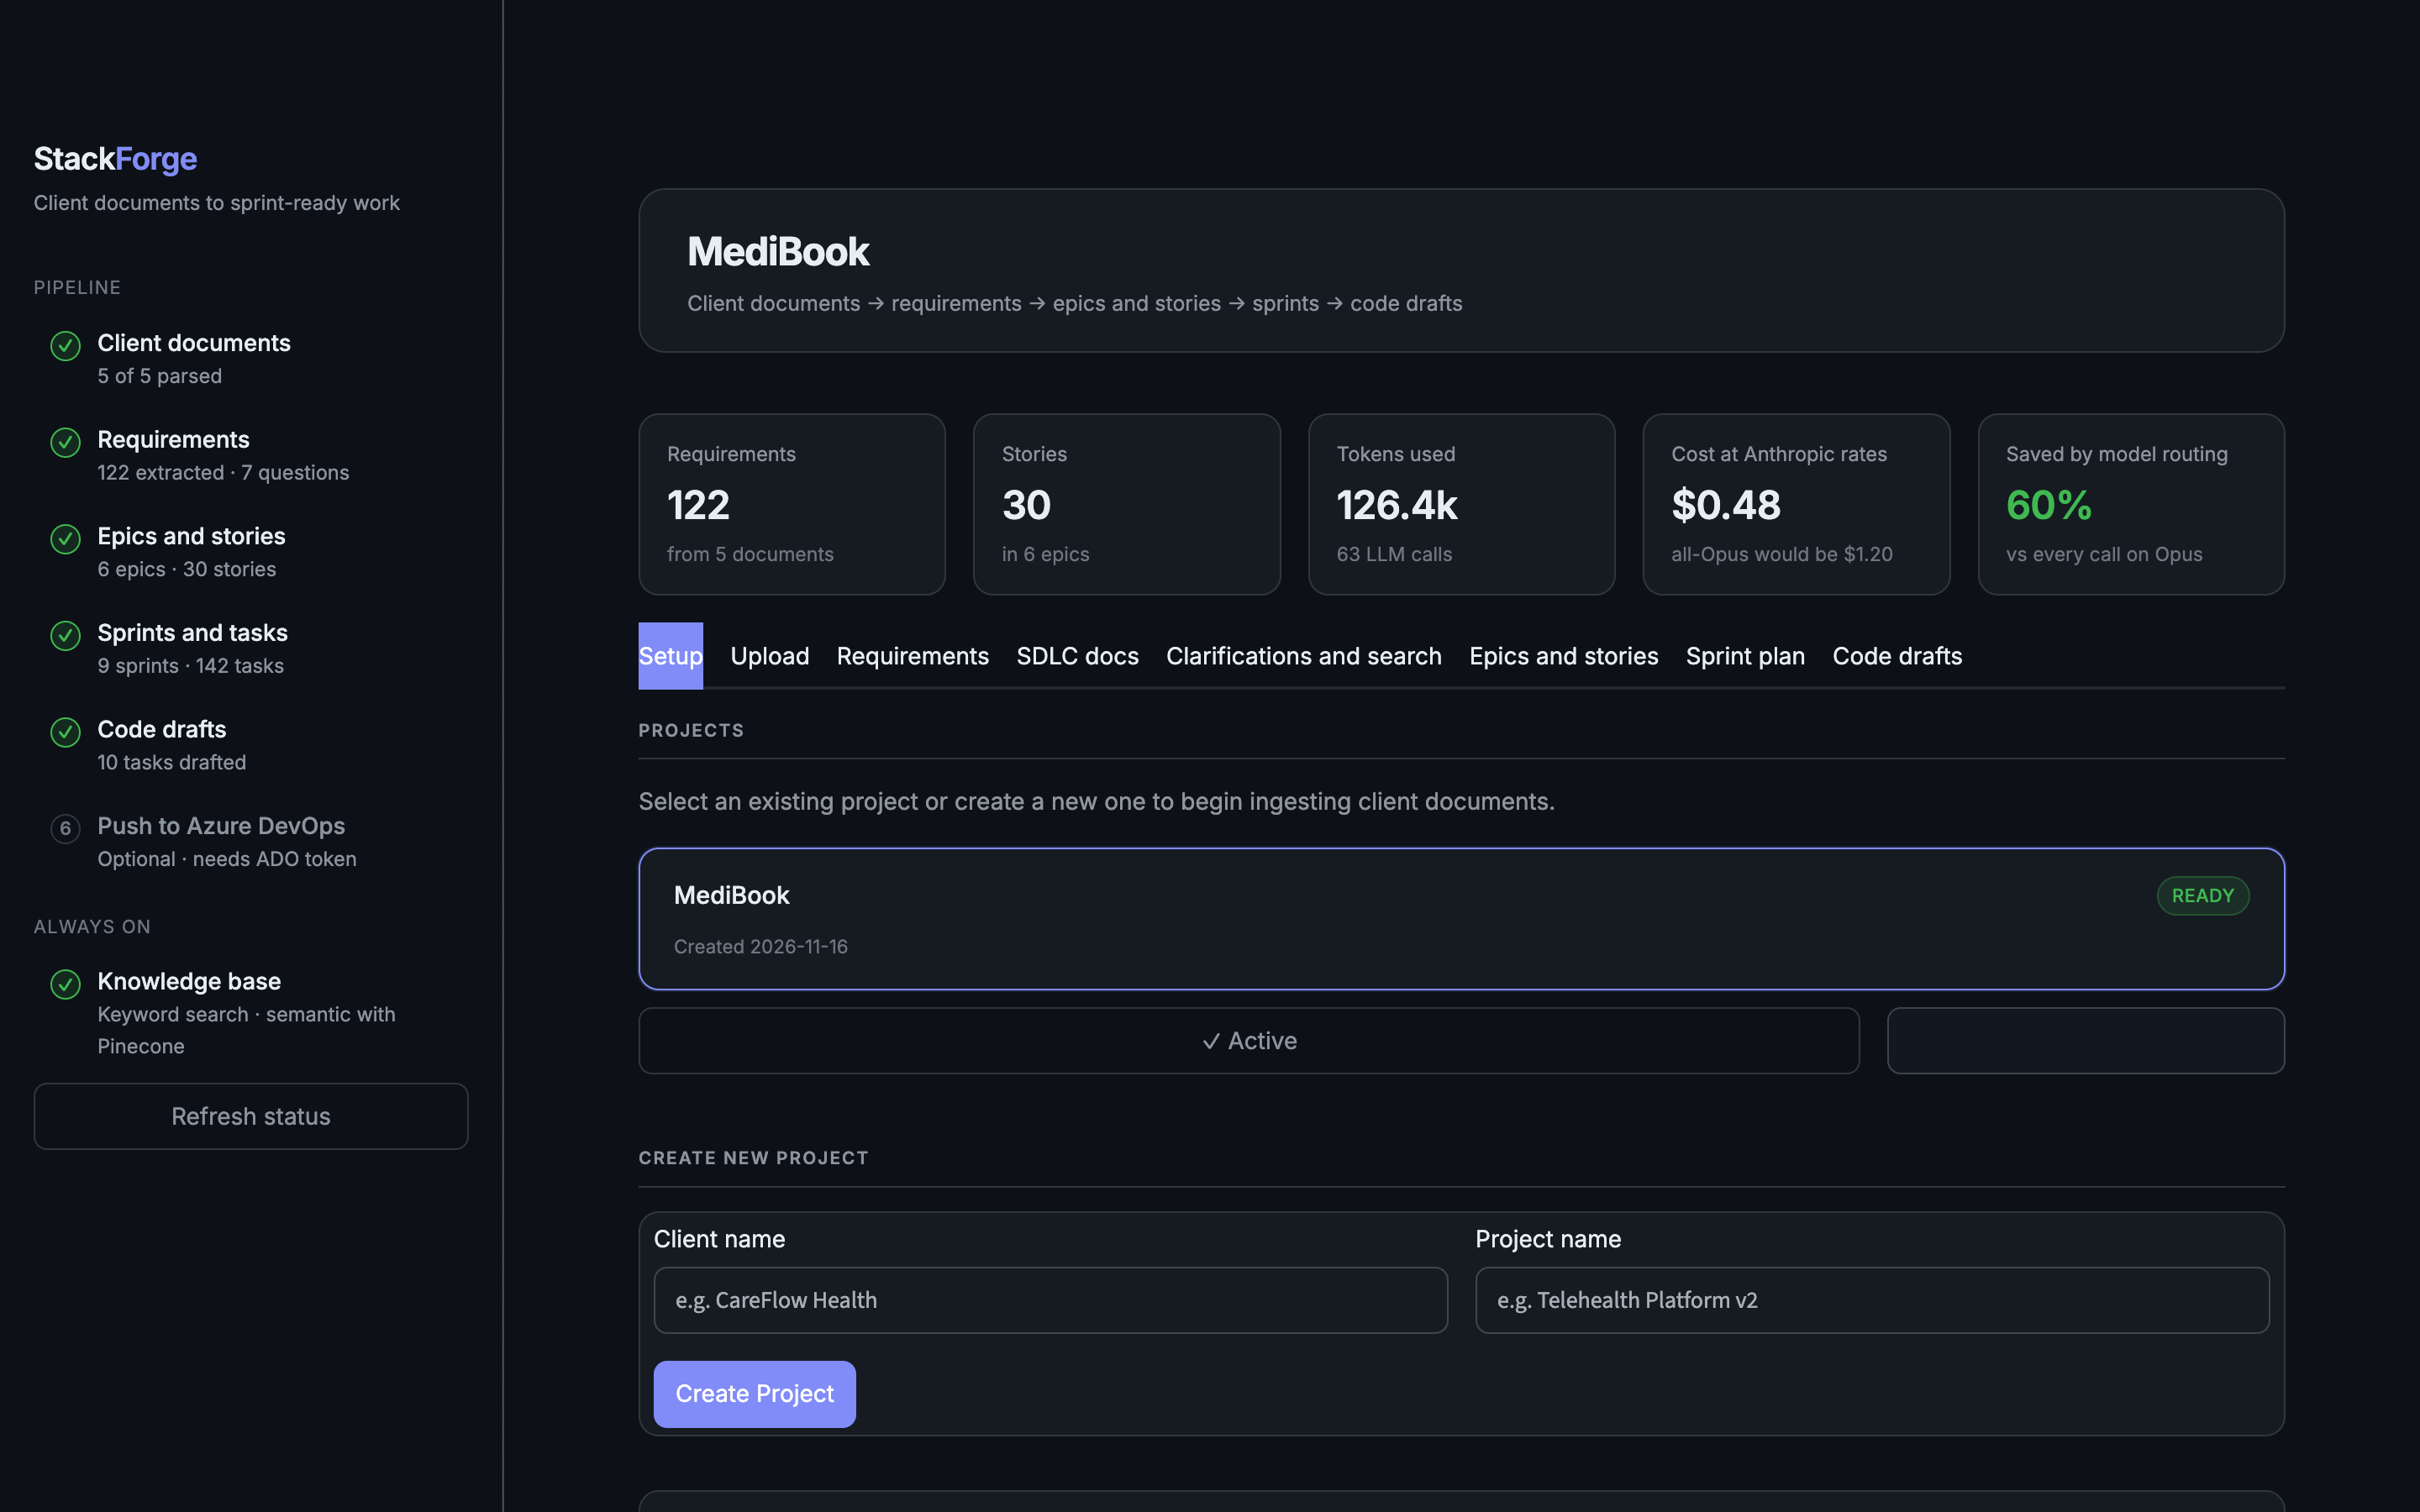 StackForge
Client documents to sprint-ready work
PIPELINE
Client documents
5 of 5 parsed
Requirements
122 extracted · 7 questions
Epics and stories
6 epics · 30 stories
Sprints and tasks
9 sprints · 142 tasks
Code drafts
10 tasks drafted
6
Push to Azure DevOps
Optional · needs ADO token
ALWAYS ON
Knowledge base
Keyword search · semantic with
Pinecone
Refresh status
MediBook
Client documents → requirements → epics and stories → sprints → code drafts
Requirements
122
from 5 documents
Stories
30
in 6 epics
Tokens used
126.4k
63 LLM calls
Cost at Anthropic rates
$0.48
all-Opus would be $1.20
Saved by model routing
60%
vs every call on Opus
Setup Upload Requirements SDLC docs Clarifications and search Epics and stories Sprint plan Code drafts
PROJECTS
Select an existing project or create a new one to begin ingesting client documents.
MediBook READY
Created 2026-11-16
✓ Active
CREATE NEW PROJECT
Client name Project name
e.g. CareFlow Health e.g. Telehealth Platform v2
Create Project